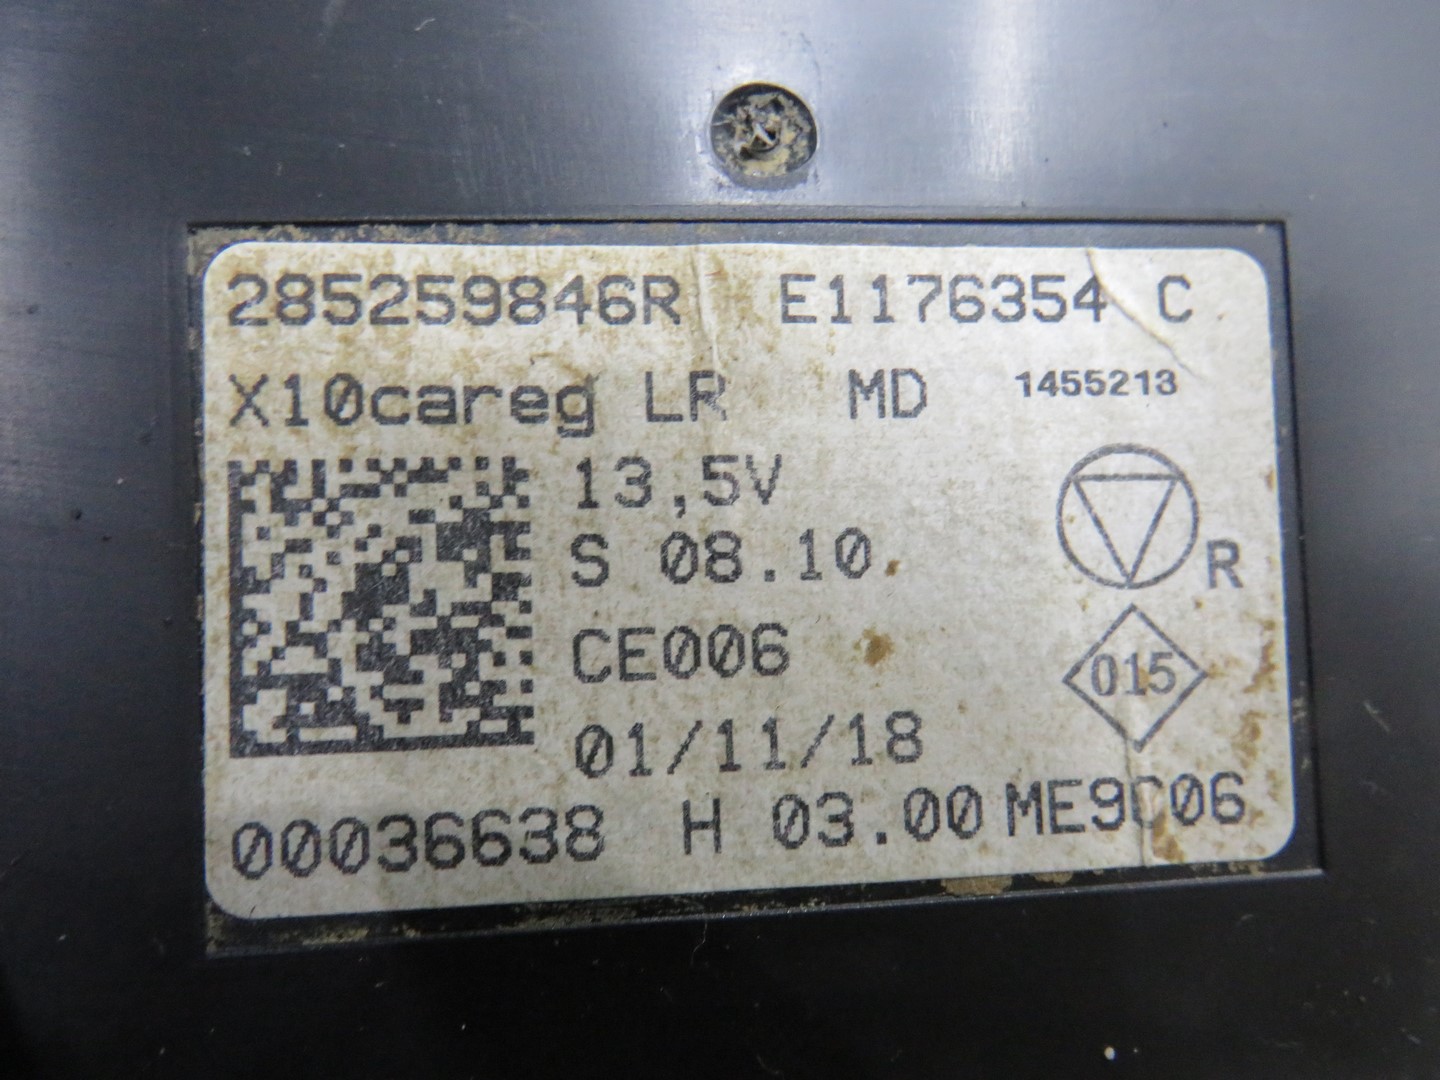 285259846R E1176354 C
X10careg LR MD 1455213
13,5V
S 08.10.
R
CE006
015
01/11/18
00036638 H 03.00 ME9C06